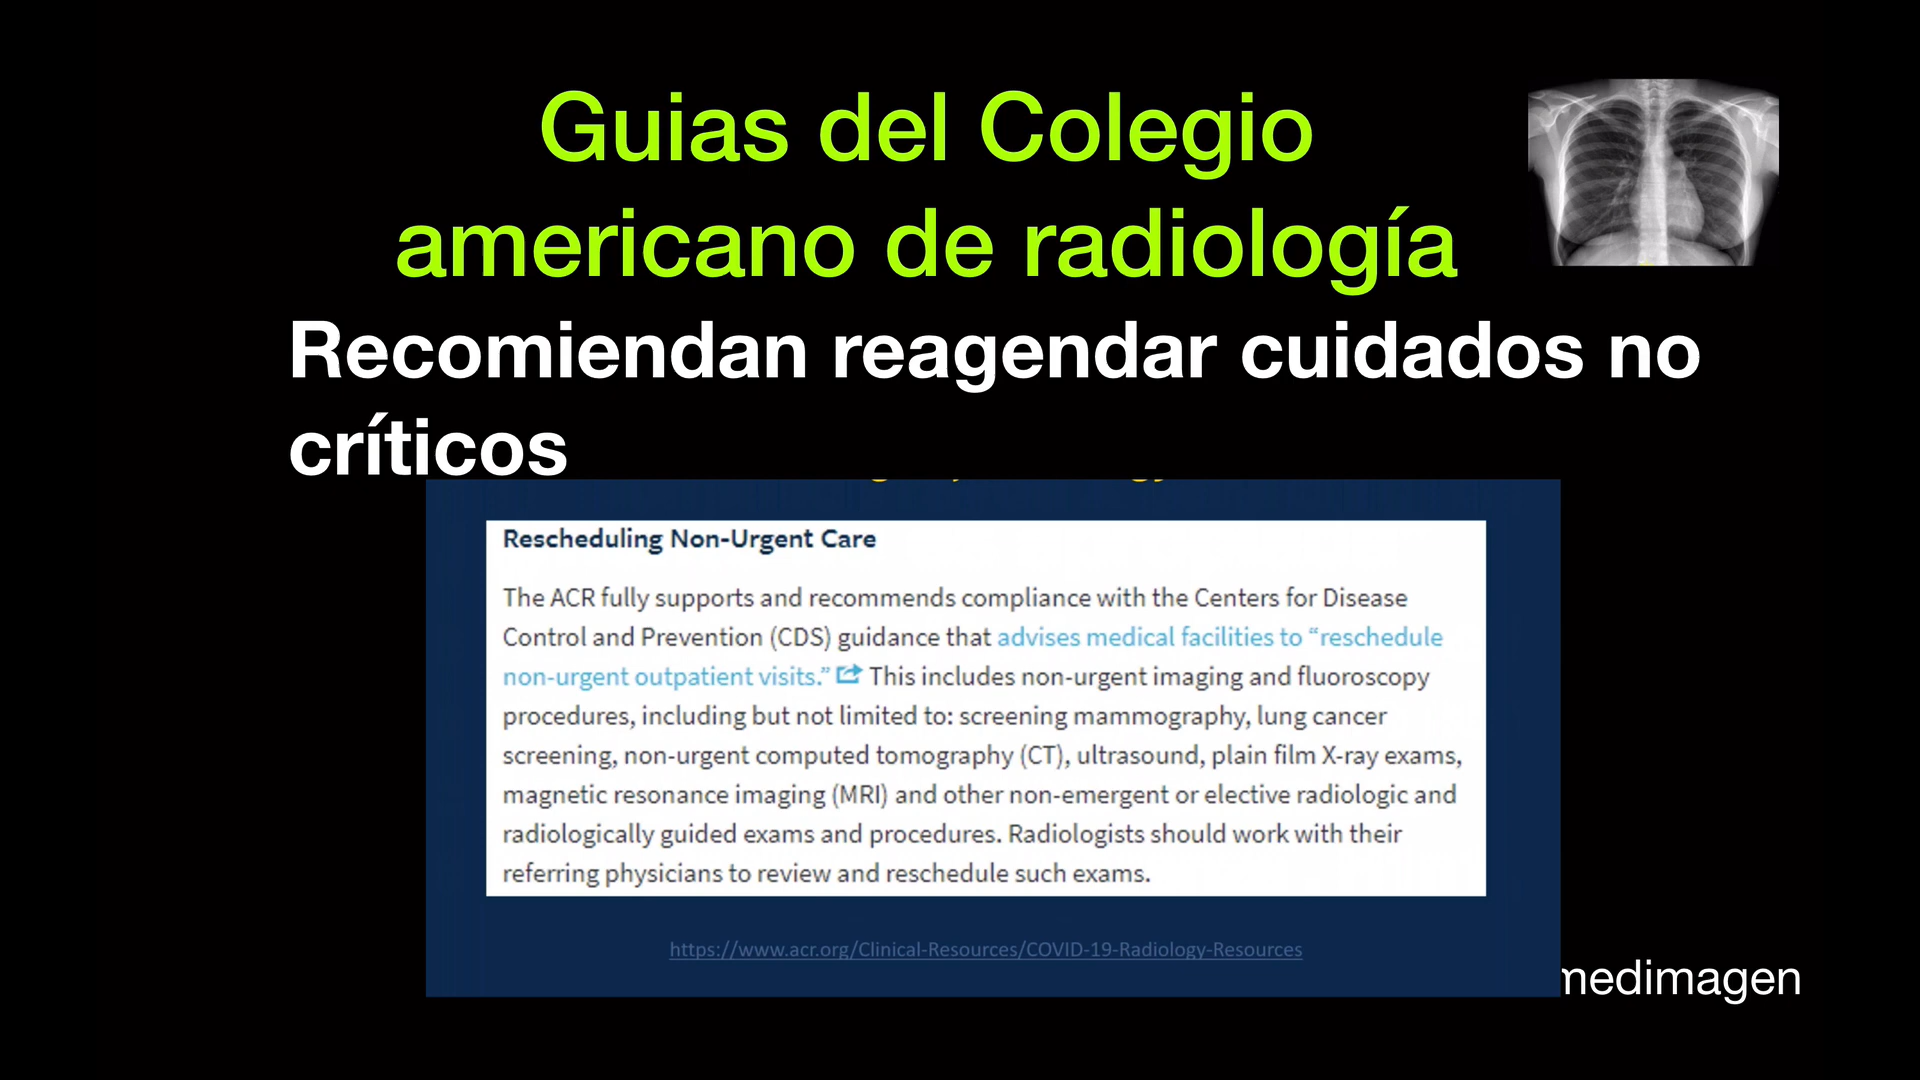 Guias del Colegio
americano de radiología
Recomiendan reagendar cuidados no
críticos
Rescheduling Non-Urgent Care
The ACR fully supports and recommends compliance with the Centers for Disease
Control and Prevention (CDS) guidance that advises medical facilities to “reschedule
non-urgent outpatient visits.” This includes non-urgent imaging and fluoroscopy
procedures, including but not limited to: screening mammography, lung cancer
screening, non-urgent computed tomography (CT), ultrasound, plain film X-ray exams,
magnetic resonance imaging (MRI) and other non-emergent or elective radiologic and
radiologically guided exams and procedures. Radiologists should work with their
referring physicians to review and reschedule such exams.
https://www.acr.org/Clinical-Resources/COVID-19-Radiology-Resources
medimagen